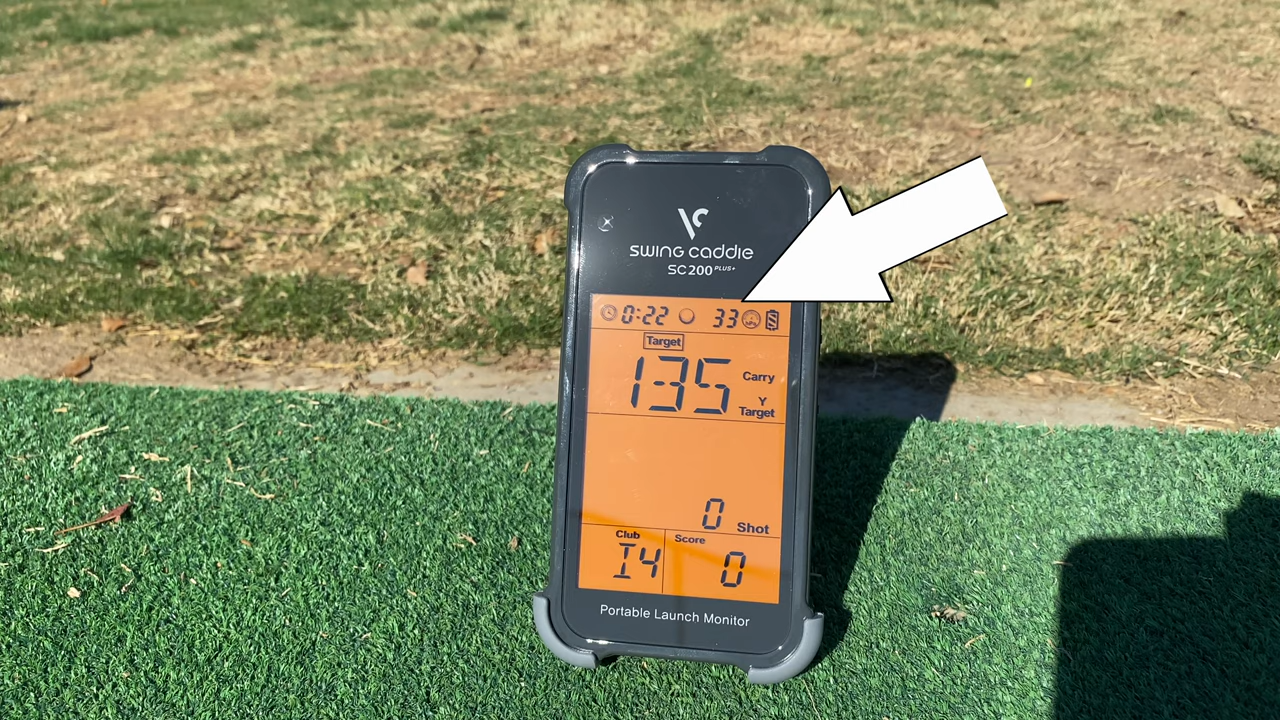 SWING CADDIE
SC200 PLUS+
0:22 33
Target
135 Carry
Y
Target
0 Shot
Club Score
I4 0
Portable Launch Monitor